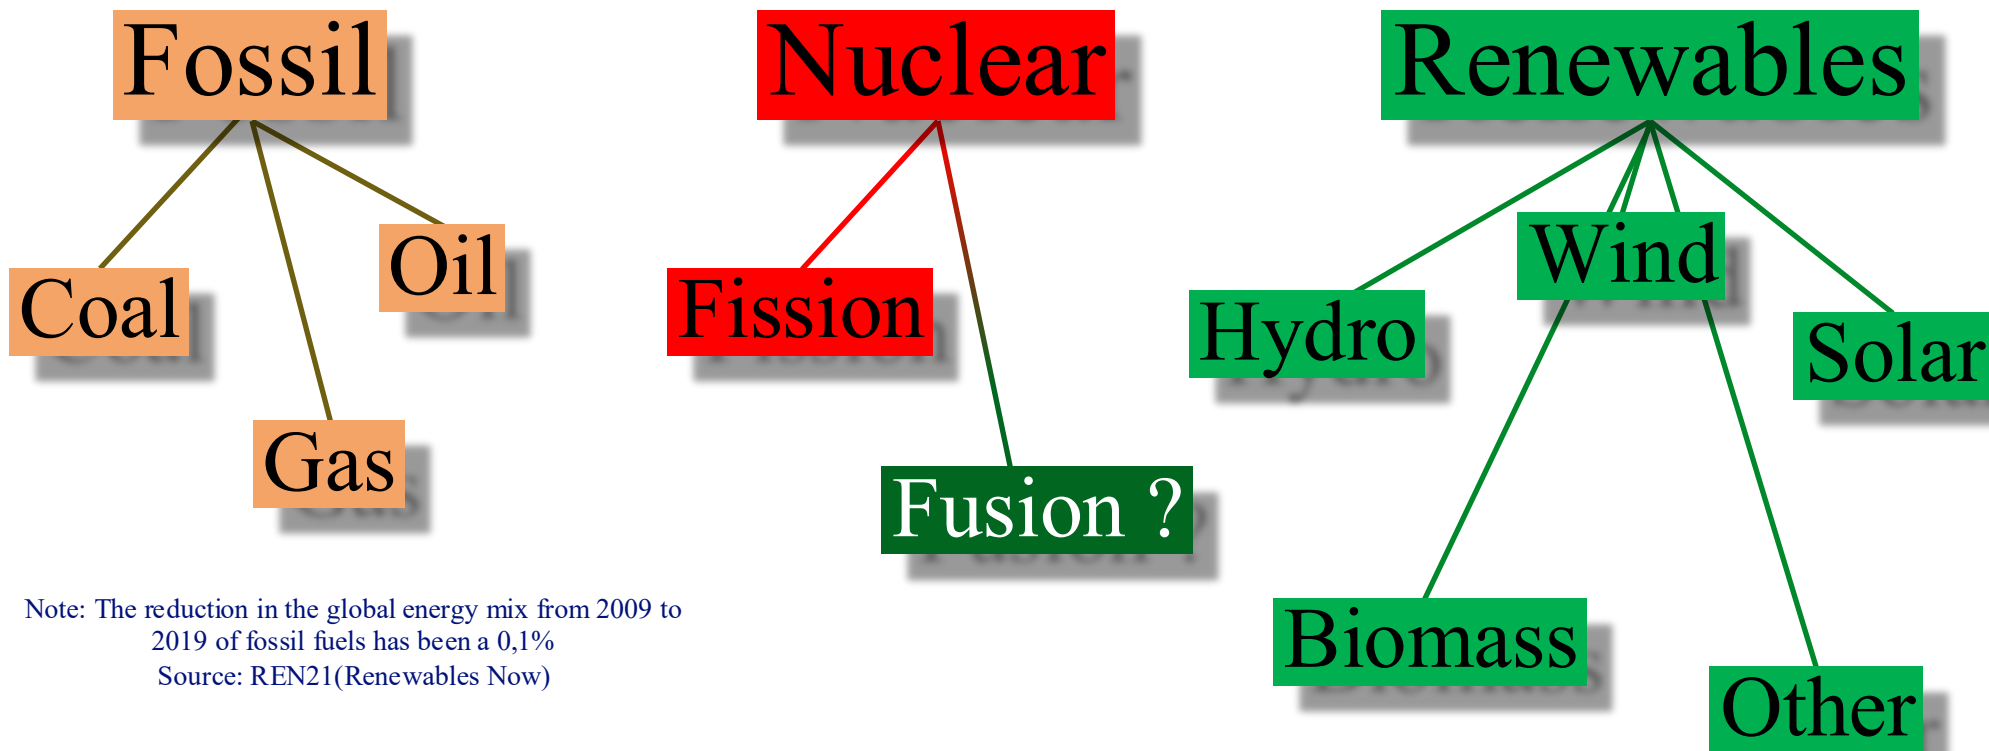 Fossil
Nuclear
Renewables
Coal
Oil
Gas
Fission
Fusion ?
Hydro
Wind
Solar
Biomass
Other
Note: The reduction in the global energy mix from 2009 to
2019 of fossil fuels has been a 0,1%
Source: REN21(Renewables Now)